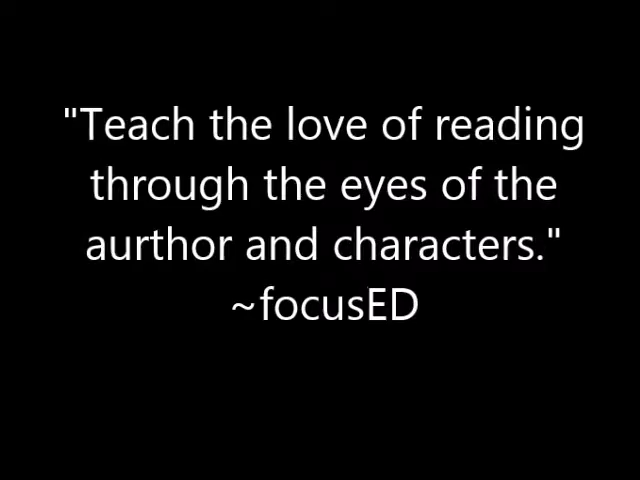 "Teach the love of reading
through the eyes of the
aurthor and characters."
~focusED